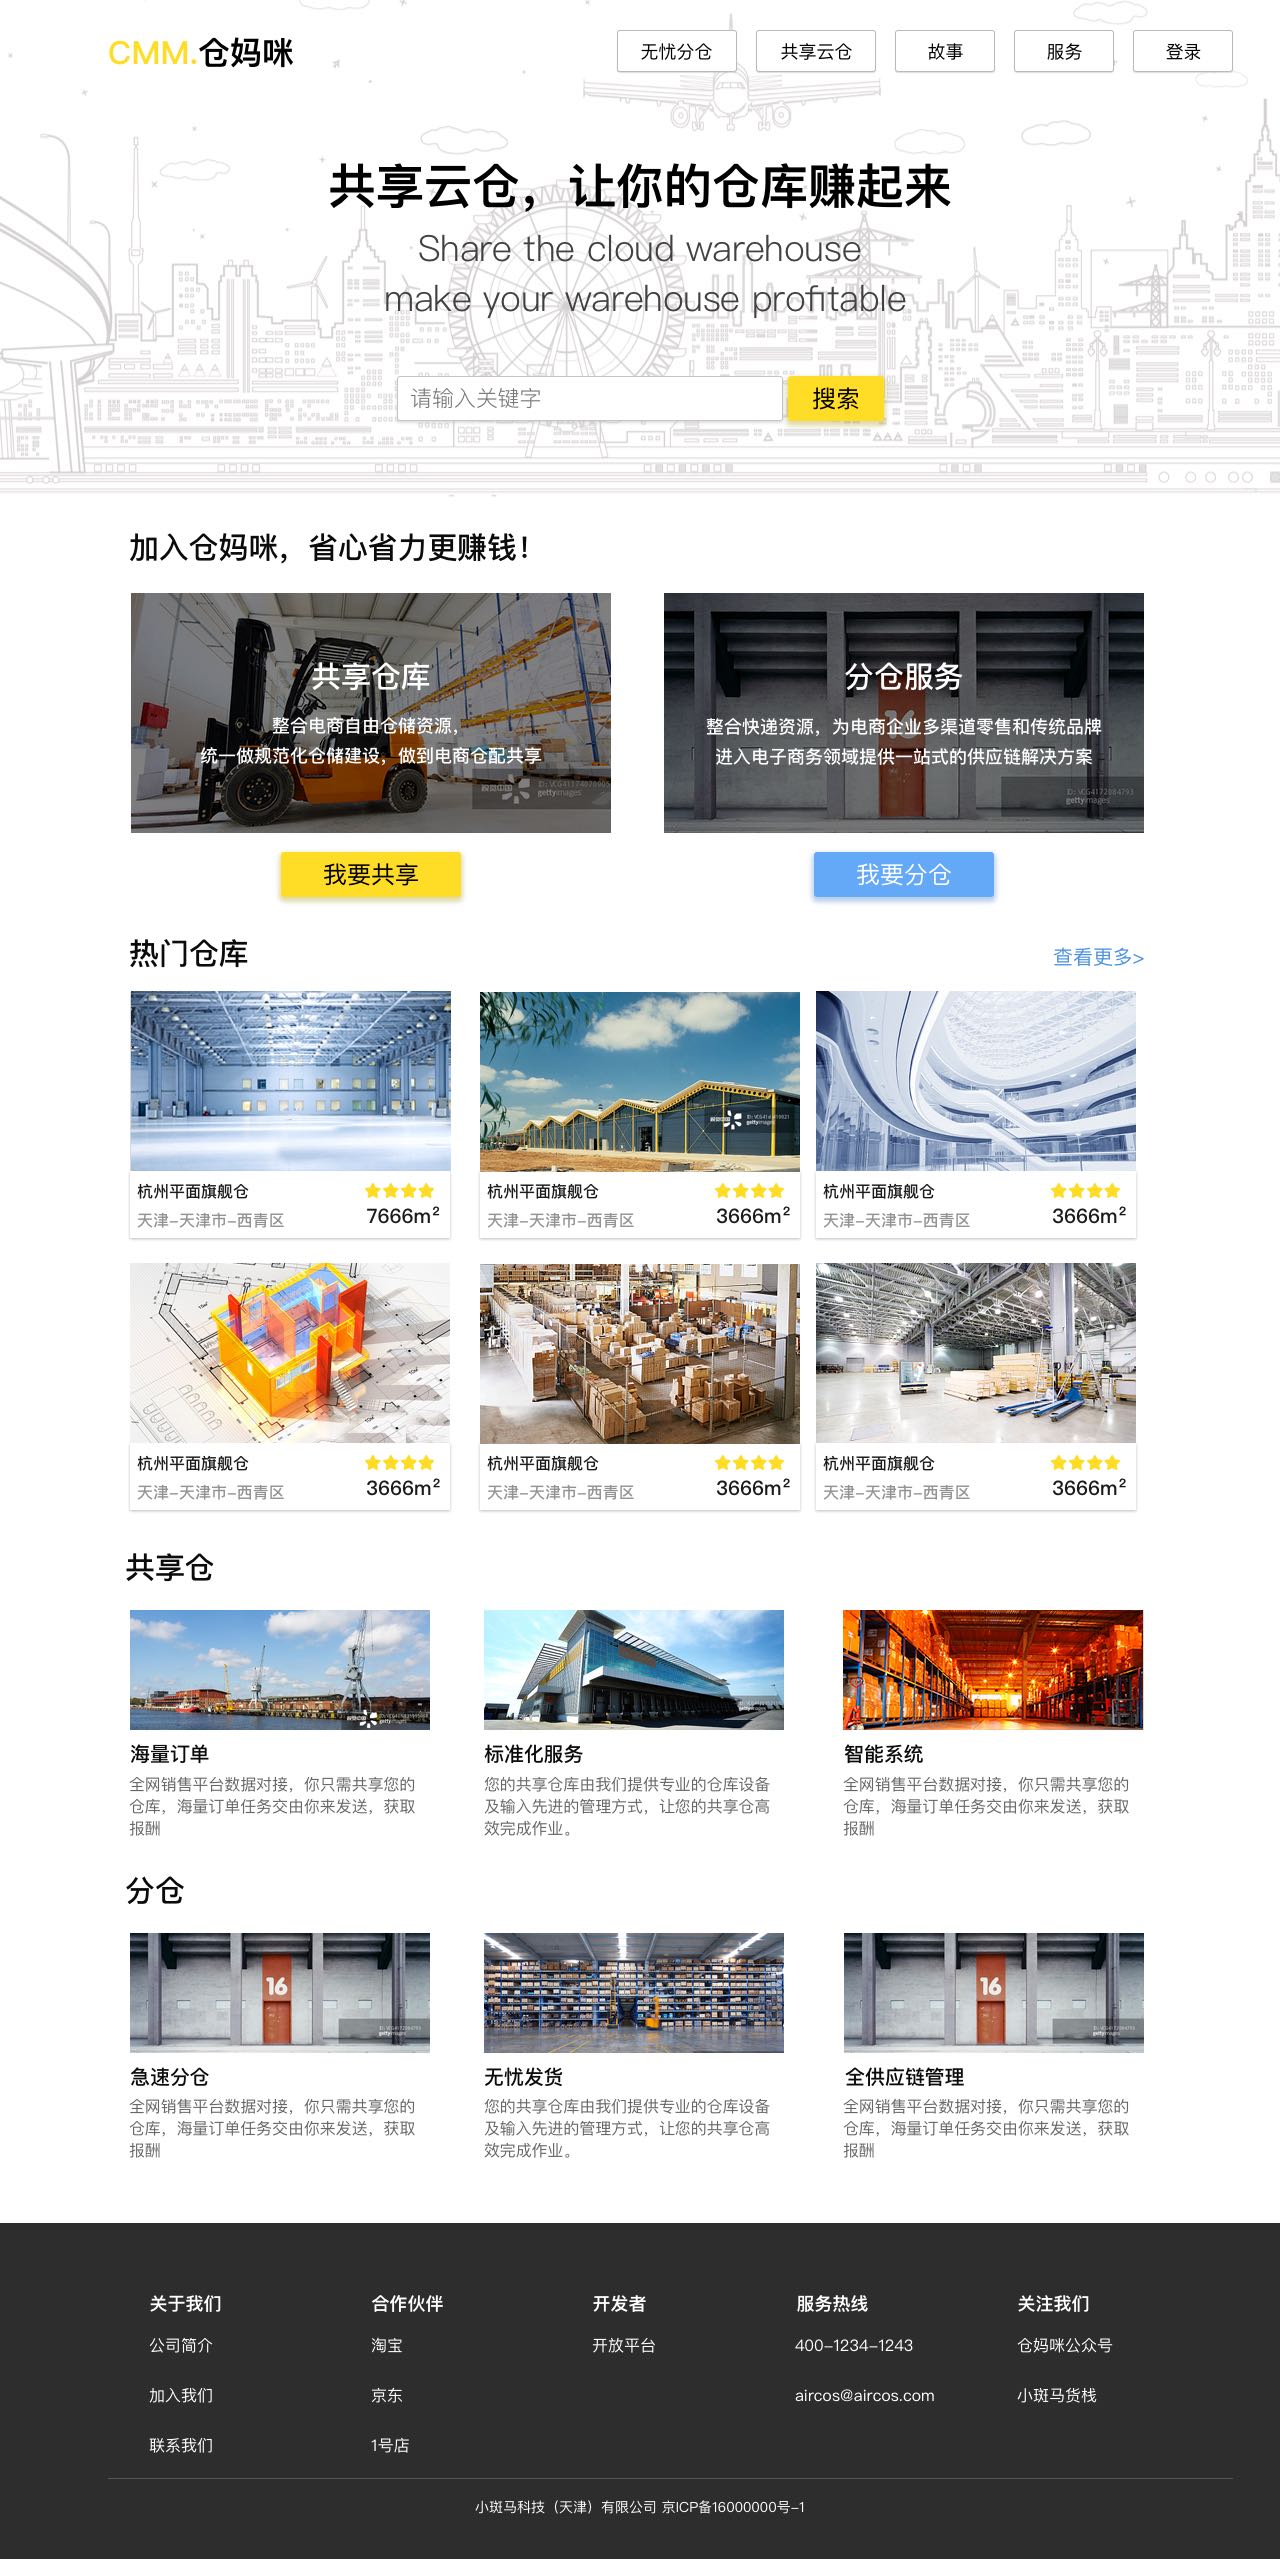 CMM.仓妈咪
无忧分仓
共享云仓
故事
服务
登录
共享云仓，让你的仓库赚起来
Share the cloud warehouse
make your warehouse profitable
请输入关键字
搜索
加入仓妈咪，省心省力更赚钱！
共享仓库
整合电商自由仓储资源，
统一做规范化仓储建设，做到电商仓配共享
视觉中国
gettyimages
分仓服务
整合快递资源，为电商企业多渠道零售和传统品牌
进入电子商务领域提供一站式的供应链解决方案
ID: VCG4172084793
gettyimages
我要共享
我要分仓
热门仓库
查看更多>
杭州平面旗舰仓
天津-天津市-西青区
7666m²
gettyimages
杭州平面旗舰仓
天津-天津市-西青区
3666m²
杭州平面旗舰仓
天津-天津市-西青区
3666m²
杭州平面旗舰仓
天津-天津市-西青区
3666m²
杭州平面旗舰仓
天津-天津市-西青区
3666m²
杭州平面旗舰仓
天津-天津市-西青区
3666m²
共享仓
海量订单
全网销售平台数据对接，你只需共享您的
仓库，海量订单任务交由你来发送，获取
报酬
标准化服务
您的共享仓库由我们提供专业的仓库设备
及输入先进的管理方式，让您的共享仓高
效完成作业。
智能系统
全网销售平台数据对接，你只需共享您的
仓库，海量订单任务交由你来发送，获取
报酬
分仓
16
ID: VCG4172084793
gettyimages
急速分仓
全网销售平台数据对接，你只需共享您的
仓库，海量订单任务交由你来发送，获取
报酬
无忧发货
您的共享仓库由我们提供专业的仓库设备
及输入先进的管理方式，让您的共享仓高
效完成作业。
16
ID: VCG4172084793
gettyimages
全供应链管理
全网销售平台数据对接，你只需共享您的
仓库，海量订单任务交由你来发送，获取
报酬
关于我们
公司简介
加入我们
联系我们
合作伙伴
淘宝
京东
1号店
开发者
开放平台
服务热线
400-1234-1243
aircos@aircos.com
关注我们
仓妈咪公众号
小斑马货栈
小斑马科技（天津）有限公司 京ICP备16000000号-1